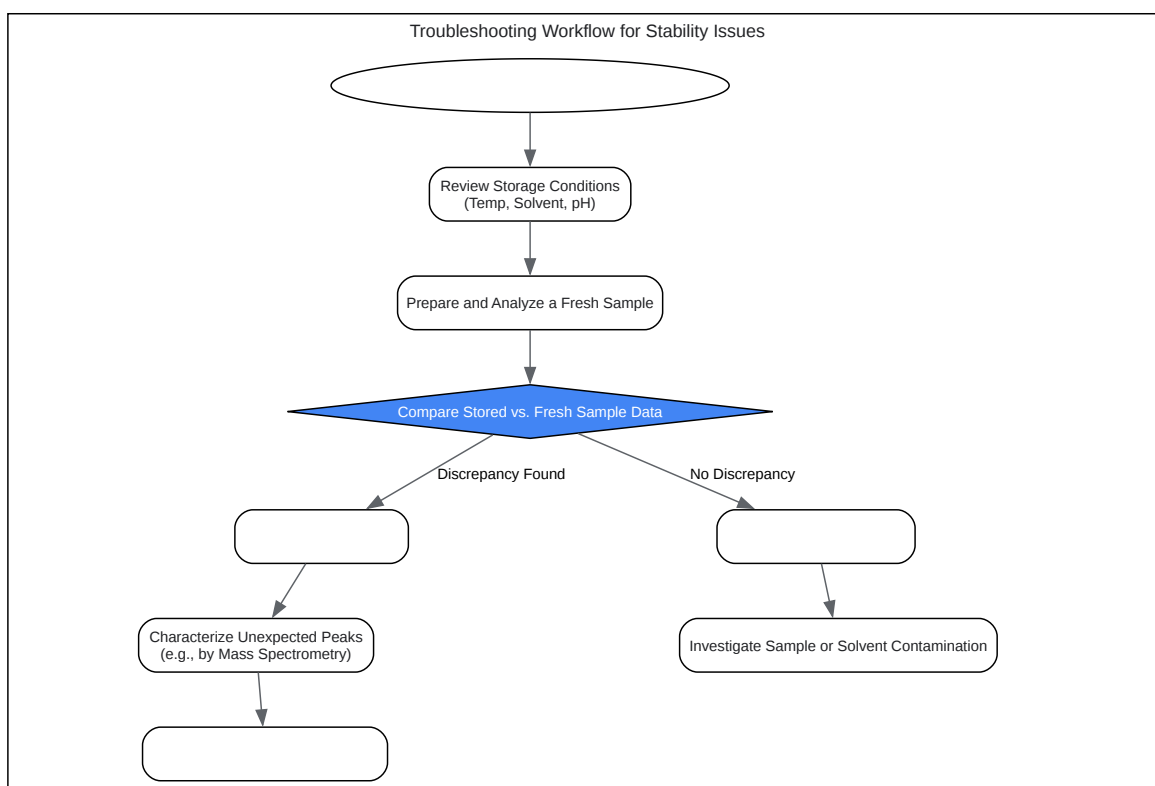 Troubleshooting Workflow for Stability Issues
Review Storage Conditions
(Temp, Solvent, pH)
Prepare and Analyze a Fresh Sample
Compare Stored vs. Fresh Sample Data
Discrepancy Found
No Discrepancy
Characterize Unexpected Peaks
(e.g., by Mass Spectrometry)
Investigate Sample or Solvent Contamination